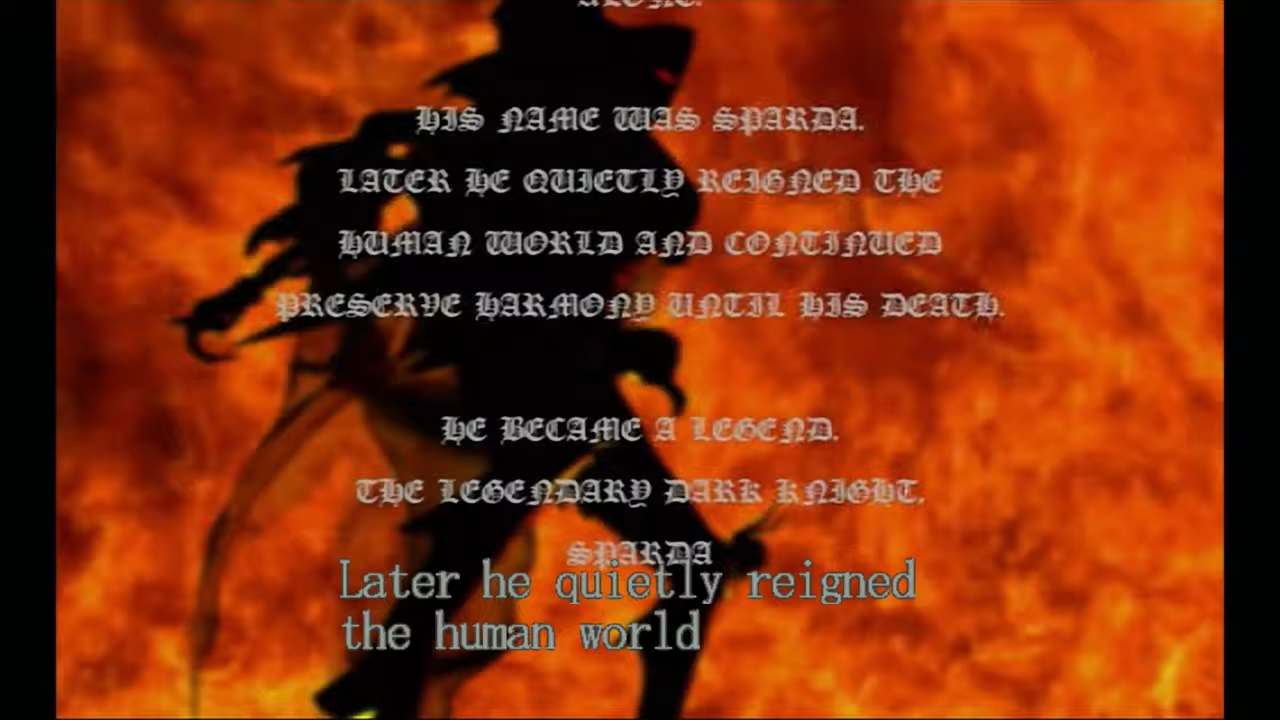 ALONE.
HIS NAME WAS SPARDA.
LATER HE QUIETLY REIGNED THE
HUMAN WORLD AND CONTINUED
PRESERVE HARMONY UNTIL HIS DEATH.
HE BECAME A LEGEND.
THE LEGENDARY DARK KNIGHT.
SPARDA
Later he quietly reigned
the human world